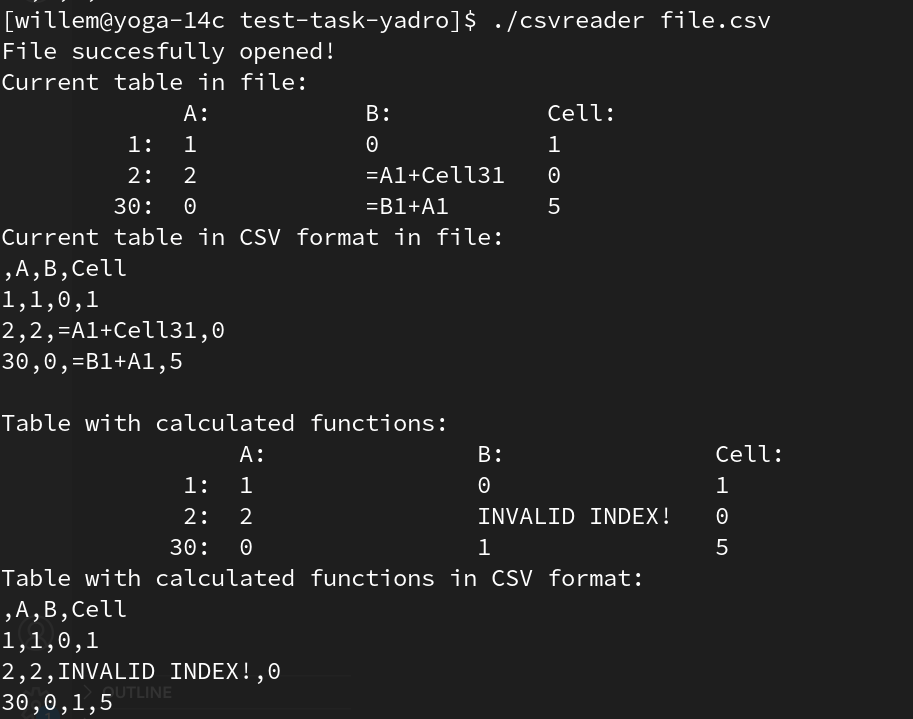 [willem@yoga-14c test-task-yadro]$ ./csvreader file.csv
File succesfully opened!
Current table in file:
A: B: Cell:
1: 1 0 1
2: 2 =A1+Cell31 0
30: 0 =B1+A1 5
Current table in CSV format in file:
,A,B,Cell
1,1,0,1
2,2,=A1+Cell31,0
30,0,=B1+A1,5
Table with calculated functions:
A: B: Cell:
1: 1 0 1
2: 2 INVALID INDEX! 0
30: 0 1 5
Table with calculated functions in CSV format:
,A,B,Cell
1,1,0,1
2,2,INVALID INDEX!,0
OUTLINE
30,0,1,5